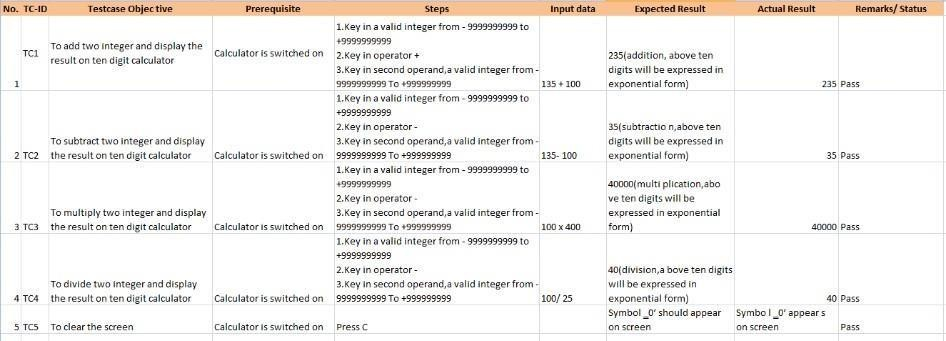 No. TC-ID Testcase Objec tive Prerequisite Steps Input data Expected Result Actual Result Remarks/ Status
1 TC1 To add two integer and display the
result on ten digit calculator
Calculator is switched on
1.Key in a valid integer from - 9999999999 to
+9999999999
2.Key in operator +
3.Key in second operand,a valid integer from -
9999999999 To +999999999
135 + 100
235(addition, above ten
digits will be expressed in
exponential form)
235 Pass
2 TC2 To subtract two integer and display
the result on ten digit calculator
Calculator is switched on
1.Key in a valid integer from - 9999999999 to
+9999999999
2.Key in operator -
3.Key in second operand,a valid integer from -
9999999999 To +999999999
135- 100
35(subtractio n,above ten
digits will be expressed in
exponential form)
35 Pass
3 TC3 To multiply two integer and display
the result on ten digit calculator
Calculator is switched on
1.Key in a valid integer from - 9999999999 to
+9999999999
2.Key in operator -
3.Key in second operand,a valid integer from -
9999999999 To +999999999
100 x 400
40000(multi plication,abo
ve ten digits will be
expressed in exponential
form)
40000 Pass
4 TC4 To divide two integer and display
the result on ten digit calculator
Calculator is switched on
1.Key in a valid integer from - 9999999999 to
+9999999999
2.Key in operator -
3.Key in second operand,a valid integer from -
9999999999 To +999999999
100/ 25
40(division,a bove ten digits
will be expressed in
exponential form)
40 Pass
5 TC5 To clear the screen
Calculator is switched on
Press C
Symbol _0' should appear
on screen
Symbo l _0' appear s
on screen
Pass